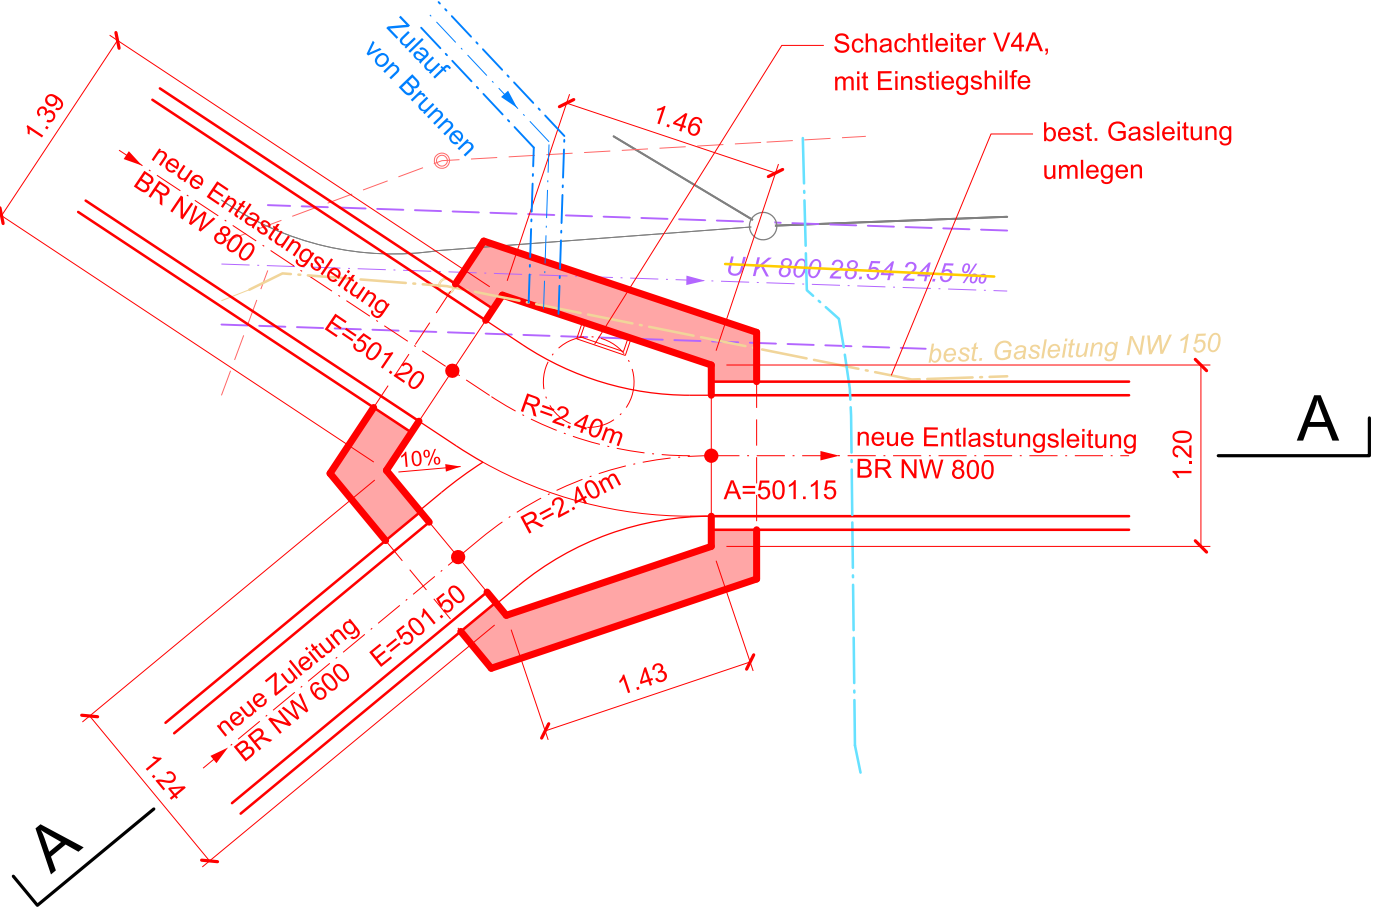 Zulauf
von Brunnen
Schachtleiter V4A,
mit Einstiegshilfe
1.39
1.46
best. Gasleitung
umlegen
neue Entlastungsleitung
BR NW 800
U K 800 28.54 24.5 ‰
E=501.20
best. Gasleitung NW 150
R=2.40m
A
neue Entlastungsleitung
BR NW 800
1.20
10%
A=501.15
R=2.40m
E=501.50
neue Zuleitung
BR NW 600
1.43
1.24
A